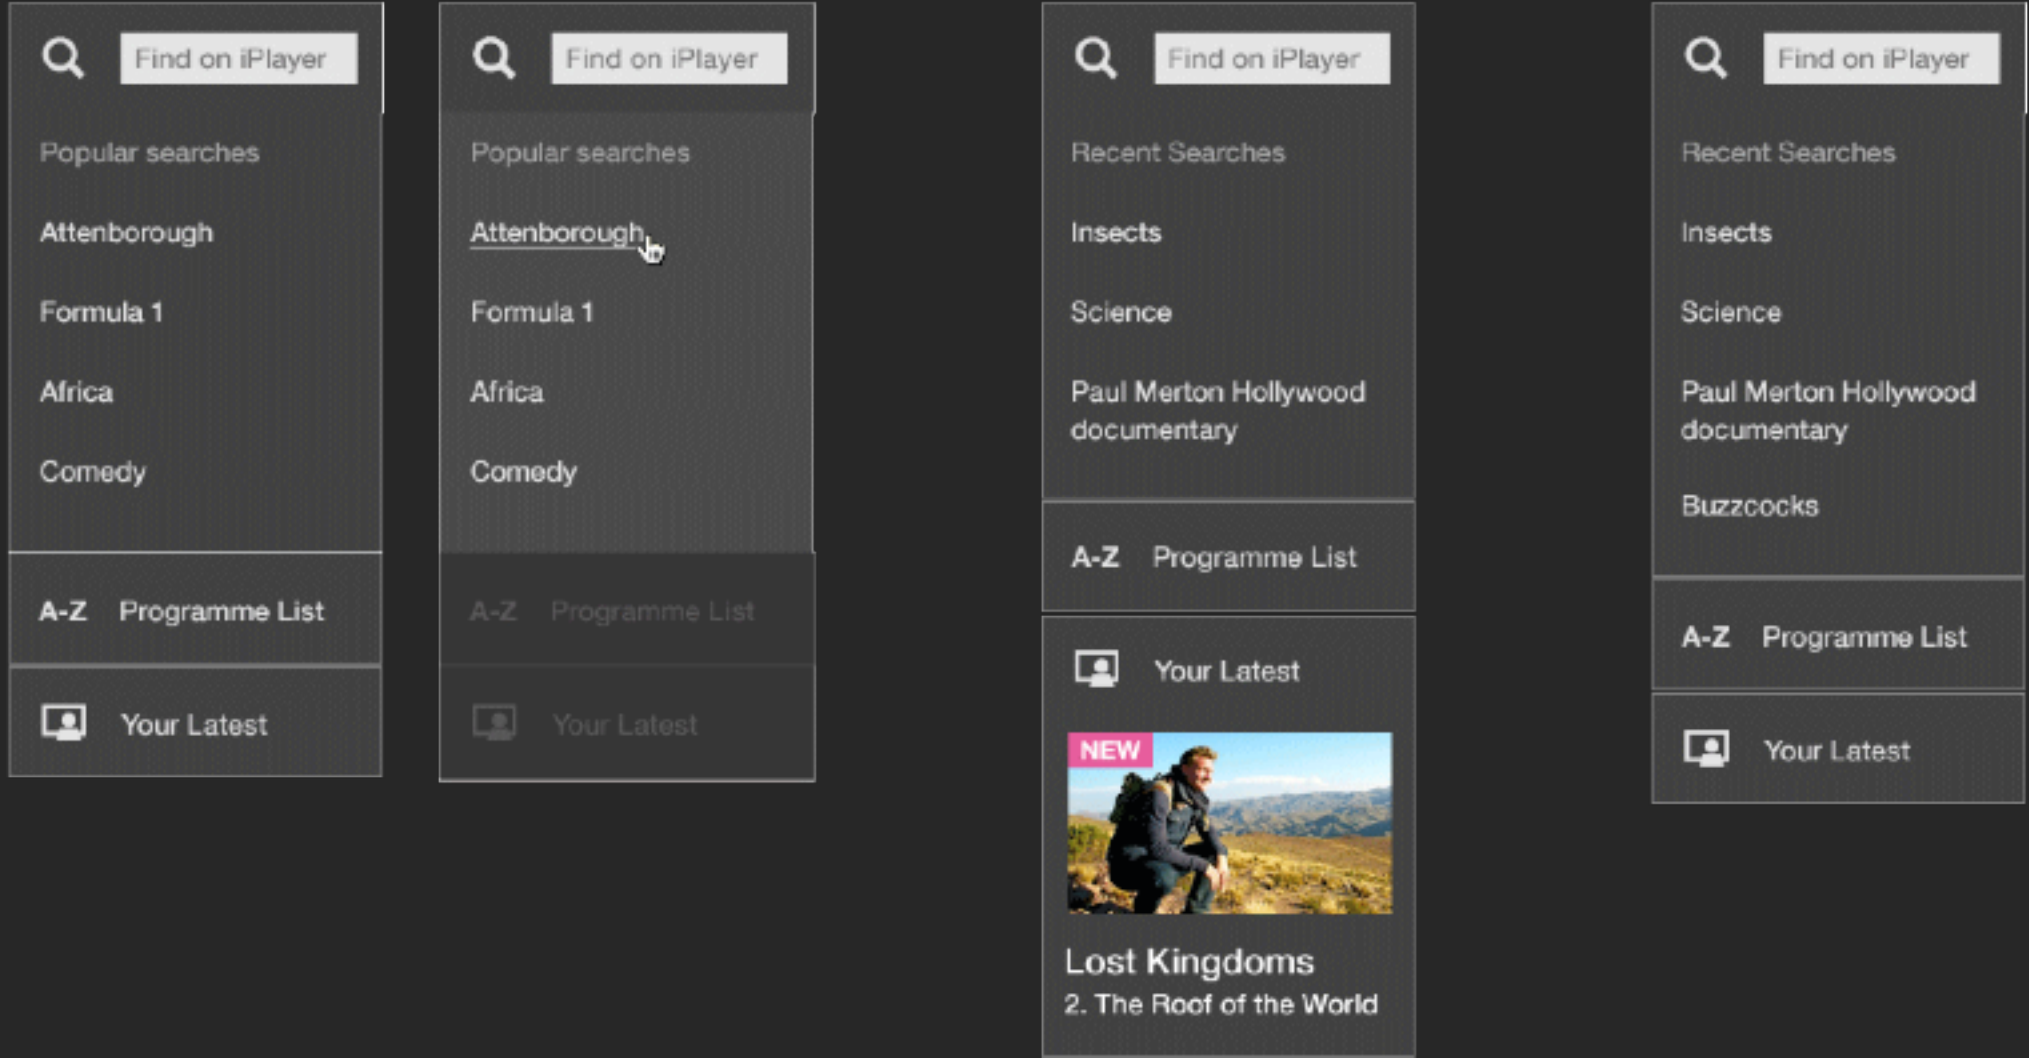 Find on iPlayer
Popular searches
Attenborough
Formula 1
Africa
Comedy
A-Z Programme List
Your Latest
Find on iPlayer
Popular searches
Attenborough
Formula 1
Africa
Comedy
A-Z Programme List
Your Latest
Find on iPlayer
Recent Searches
Insects
Science
Paul Merton Hollywood
documentary
A-Z Programme List
Your Latest
NEW
Lost Kingdoms
2. The Roof of the World
Find on iPlayer
Recent Searches
Insects
Science
Paul Merton Hollywood
documentary
Buzzcocks
A-Z Programme List
Your Latest